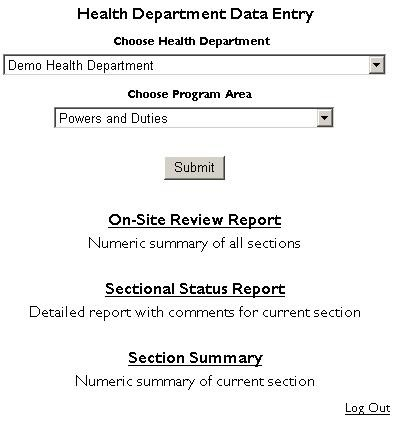 Health Department Data Entry
Choose Health Department
Demo Health Department
Choose Program Area
Powers and Duties
Submit
On-Site Review Report
Numeric summary of all sections
Sectional Status Report
Detailed report with comments for current section
Section Summary
Numeric summary of current section
Log Out